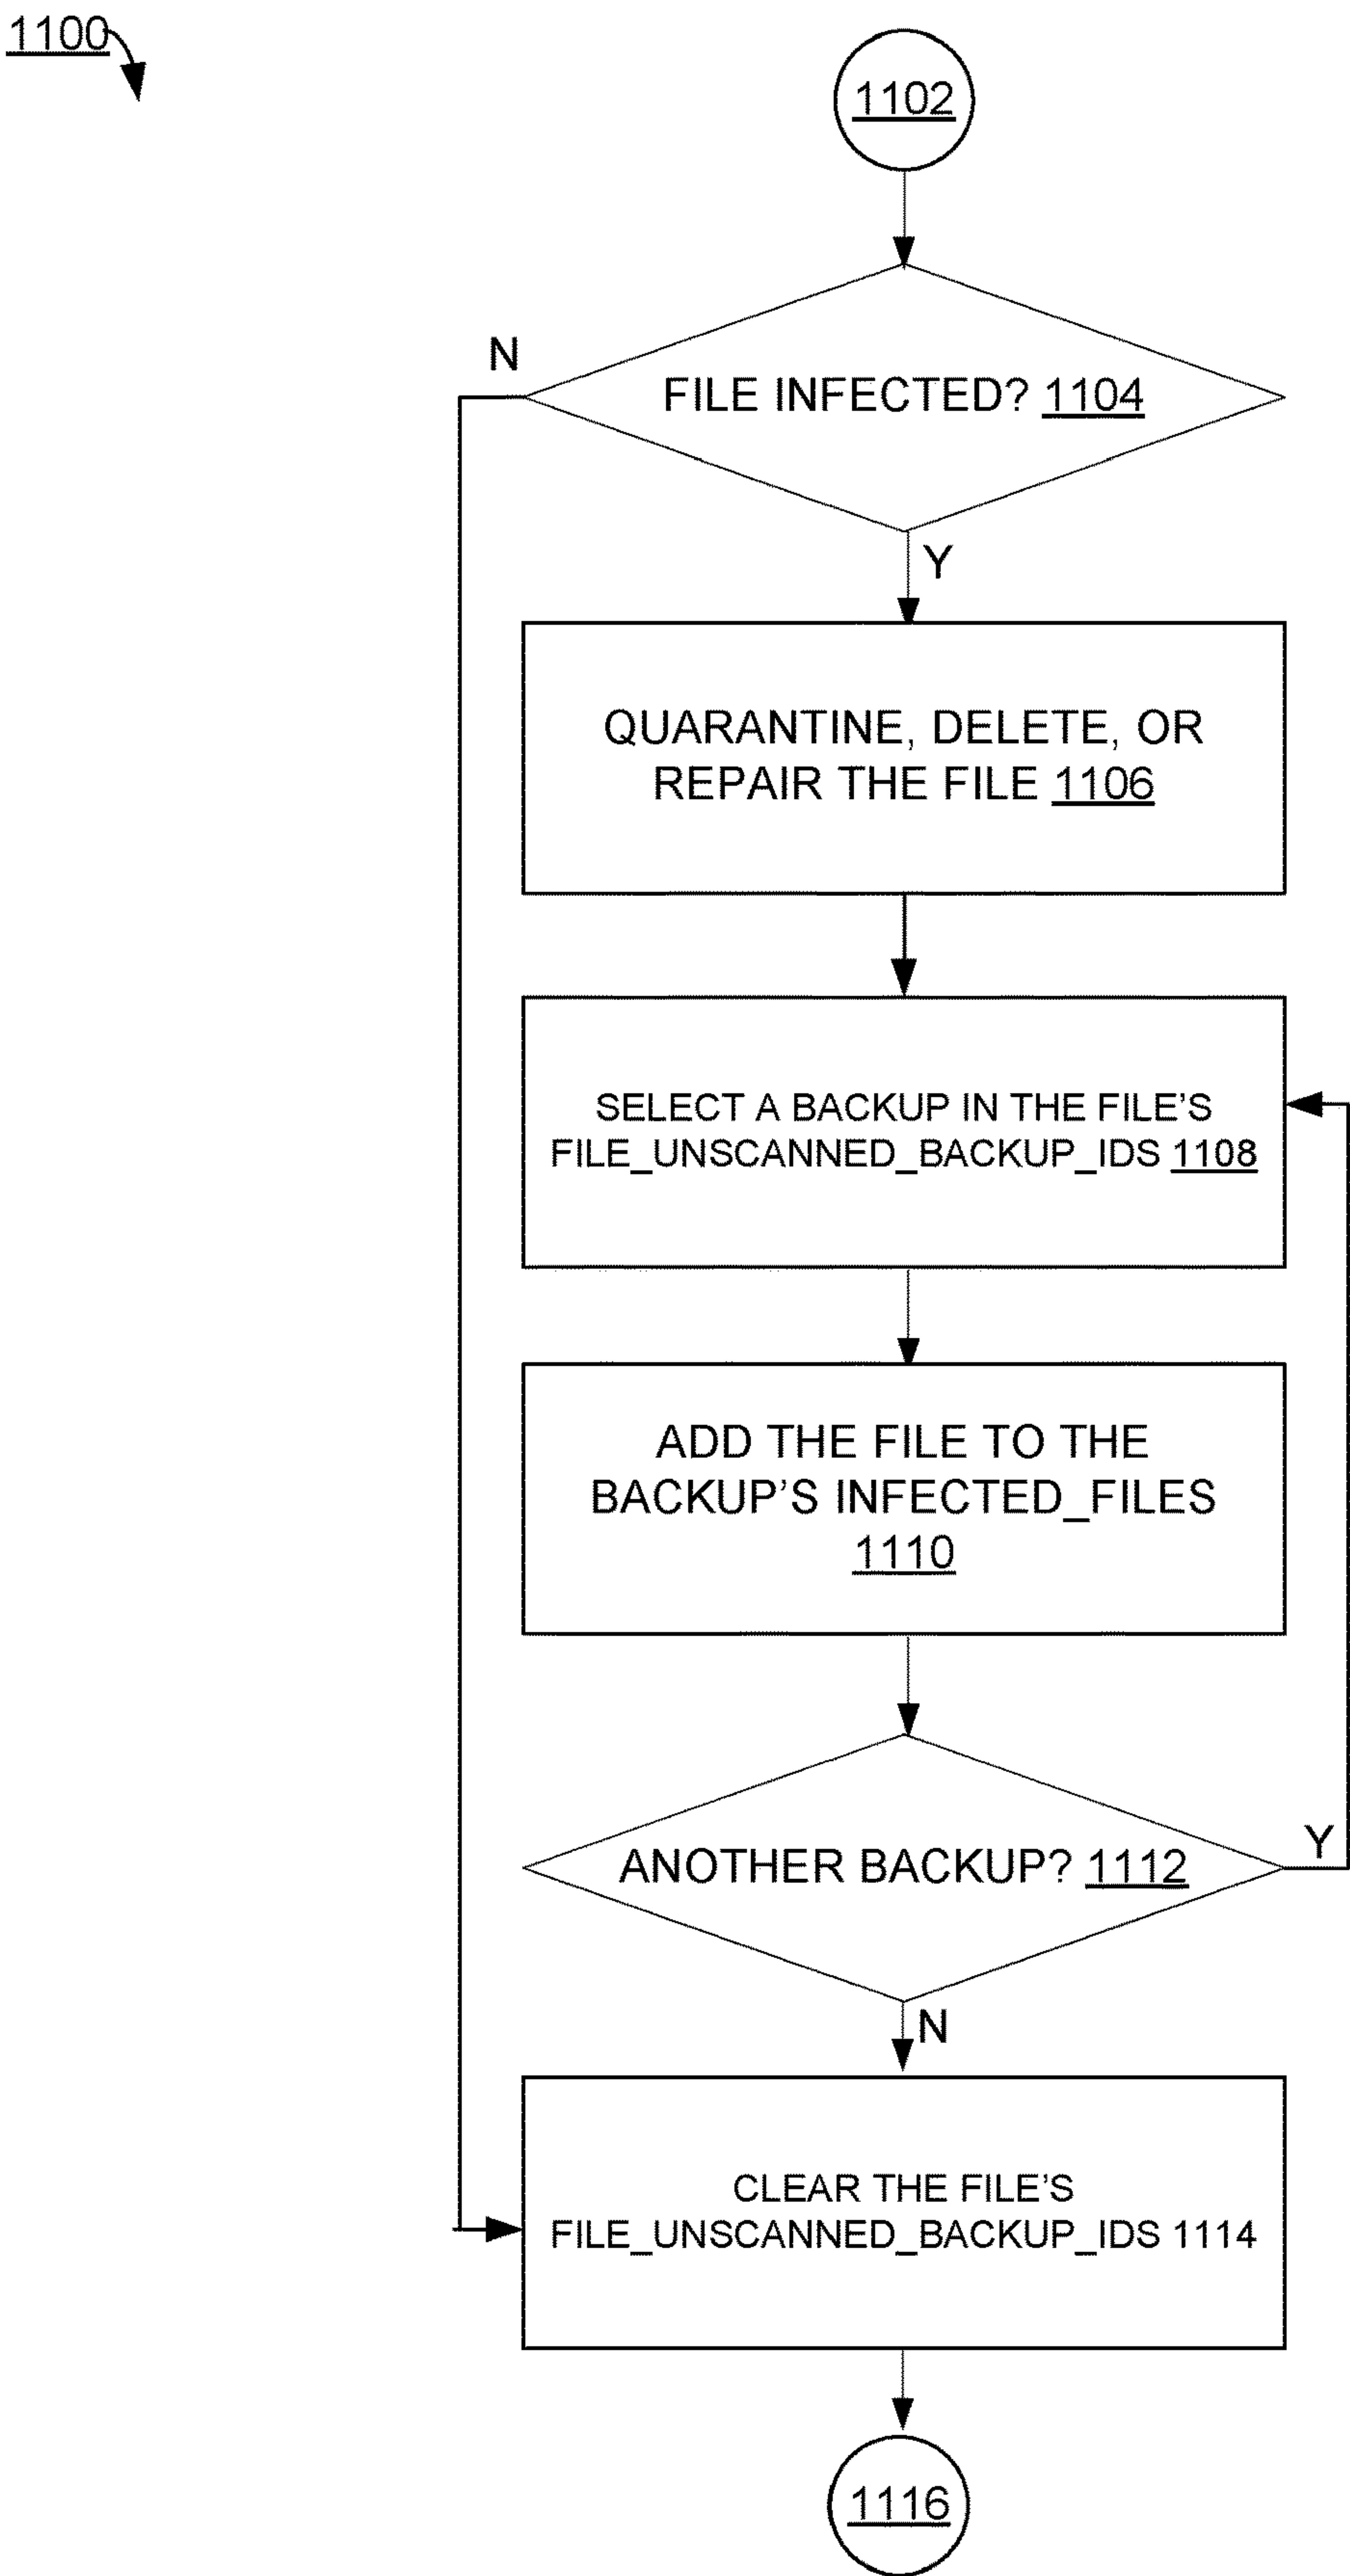 1100
1102
N
FILE INFECTED? 1104
Y
QUARANTINE, DELETE, OR
REPAIR THE FILE 1106
SELECT A BACKUP IN THE FILE’S
FILE_UNSCANNED_BACKUP_IDS 1108
ADD THE FILE TO THE
BACKUP’S INFECTED_FILES
1110
ANOTHER BACKUP? 1112
Y
N
CLEAR THE FILE’S
FILE_UNSCANNED_BACKUP_IDS 1114
1116